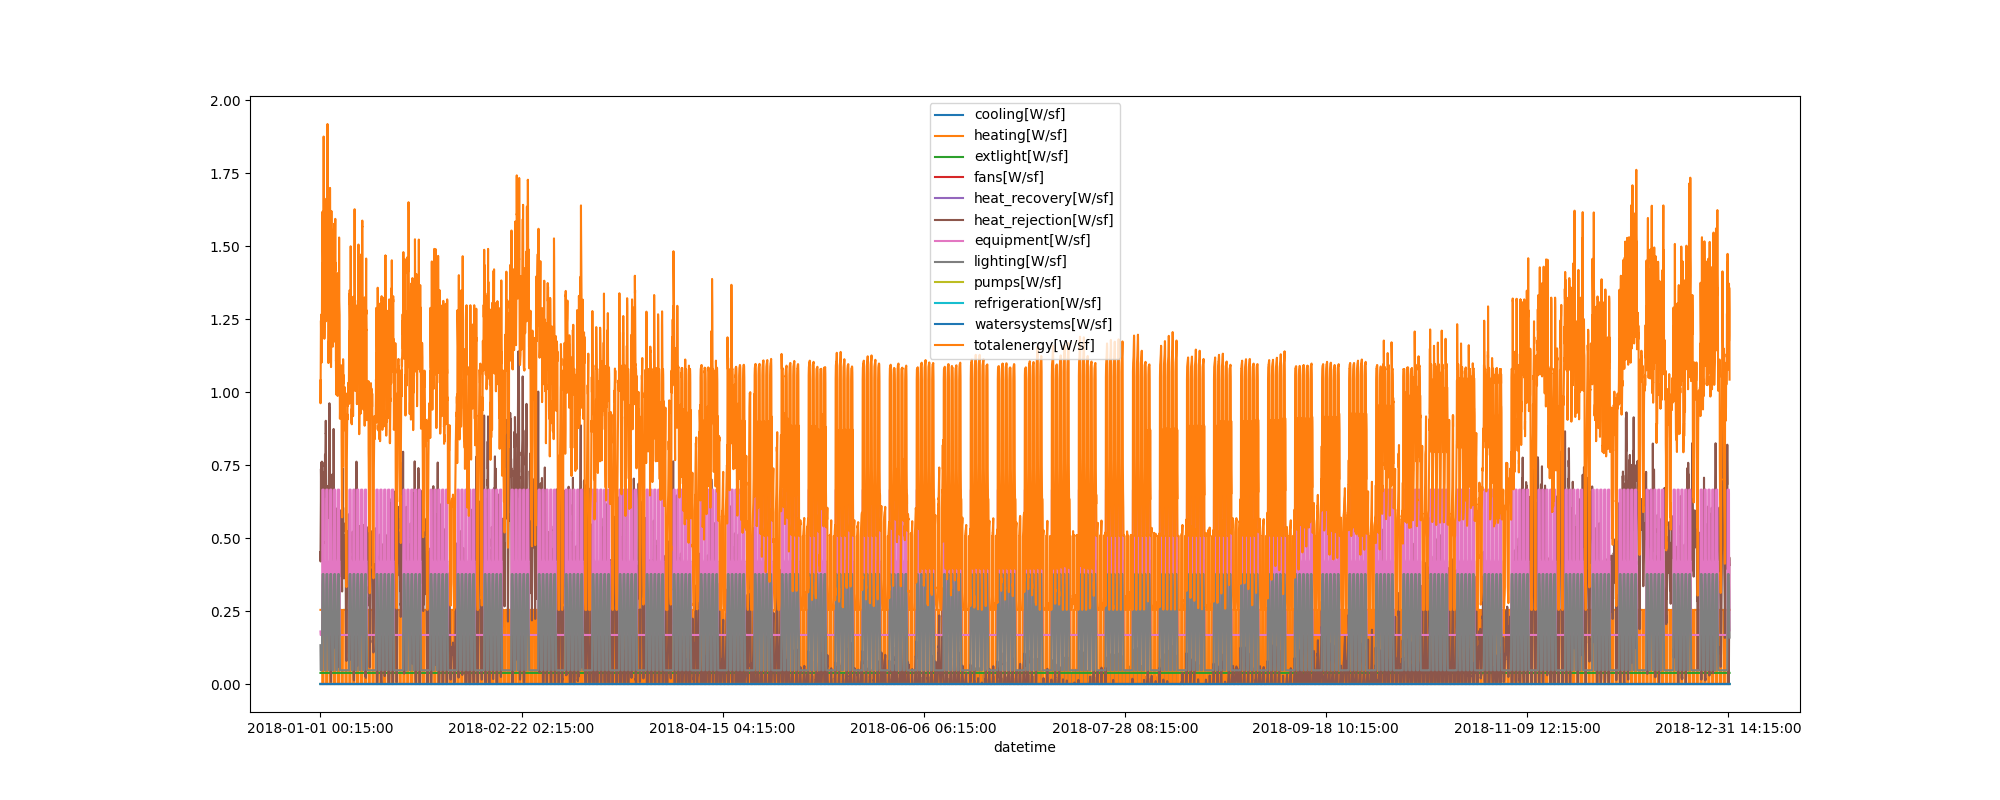 2.00
1.75
1.50
1.25
1.00
0.75
0.50
0.25
0.00
cooling[W/sf]
heating[W/sf]
extlight[W/sf]
fans[W/sf]
heat_recovery[W/sf]
heat_rejection[W/sf]
equipment[W/sf]
lighting[W/sf]
pumps[W/sf]
refrigeration[W/sf]
watersystems[W/sf]
totalenergy[W/sf]
2018-01-01 00:15:00 2018-02-22 02:15:00 2018-04-15 04:15:00 2018-06-06 06:15:00 2018-07-28 08:15:00 2018-09-18 10:15:00 2018-11-09 12:15:00 2018-12-31 14:15:00
datetime